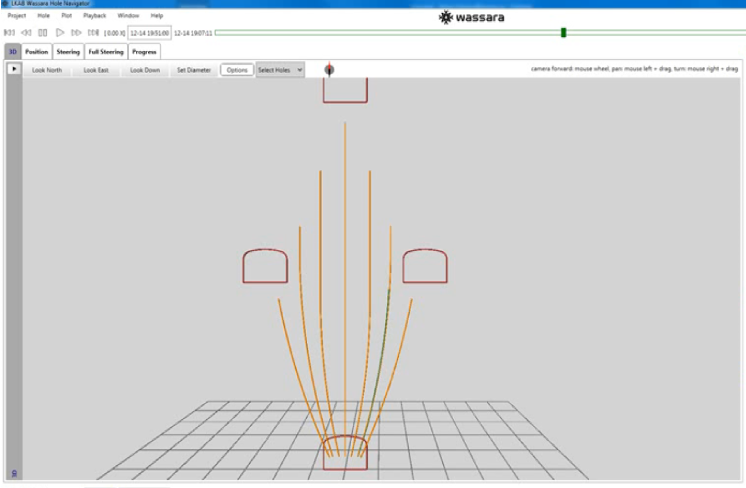 LKAB Wassara Hole Navigator
Project Hole Plot Playback Window Help
wassara
[0.00 X] 12-14 19:51:00 12-14 19:07:11
3D Position Steering Full Steering Progress
Look North Look East Look Down Set Diameter Options Select Holes camera forward: mouse wheel, pan: mouse left + drag, turn: mouse right + drag
3D